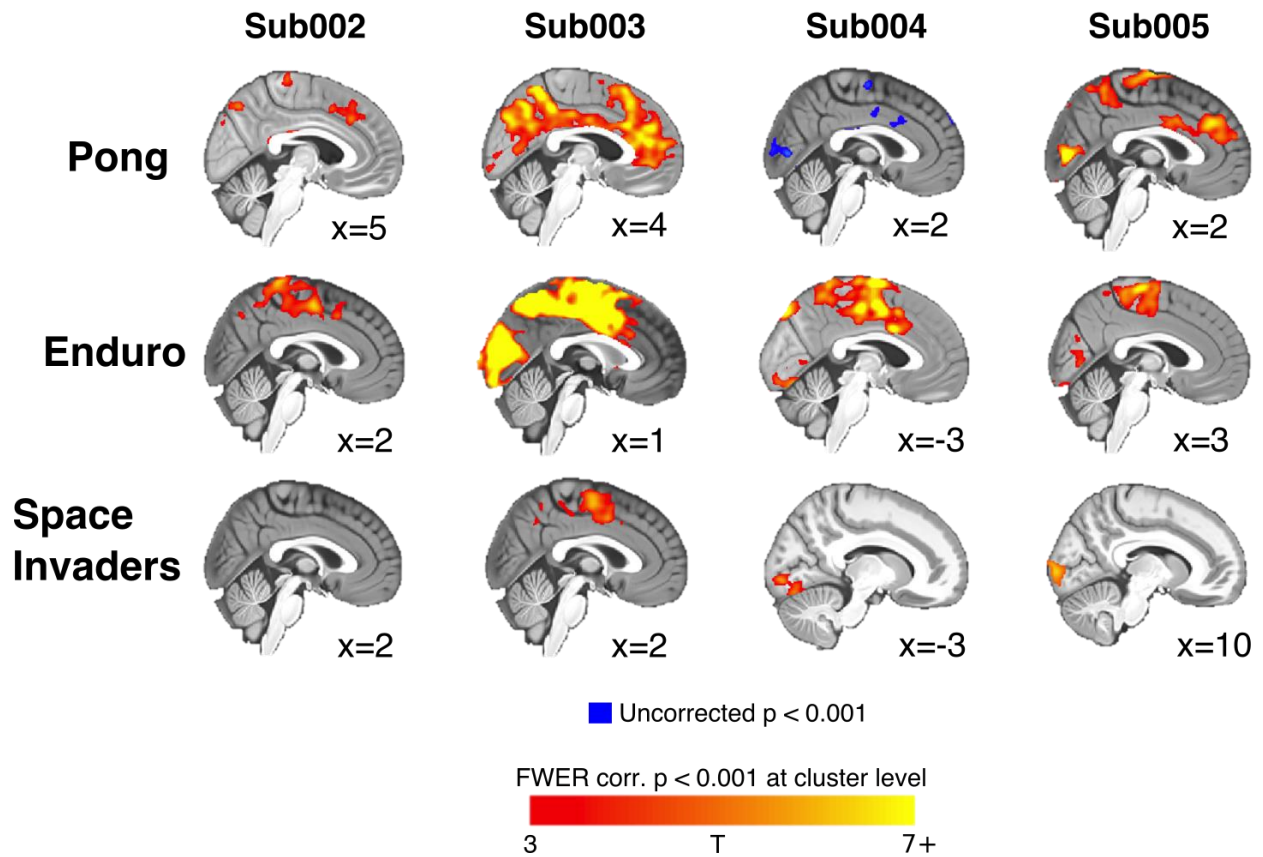 Sub002 Sub003 Sub004 Sub005
Pong
x=5 x=4 x=2 x=2
Enduro
x=2 x=1 x=-3 x=3
Space
Invaders
x=2 x=2 x=-3 x=10
Uncorrected p < 0.001
FWER corr. p < 0.001 at cluster level
3 T 7+